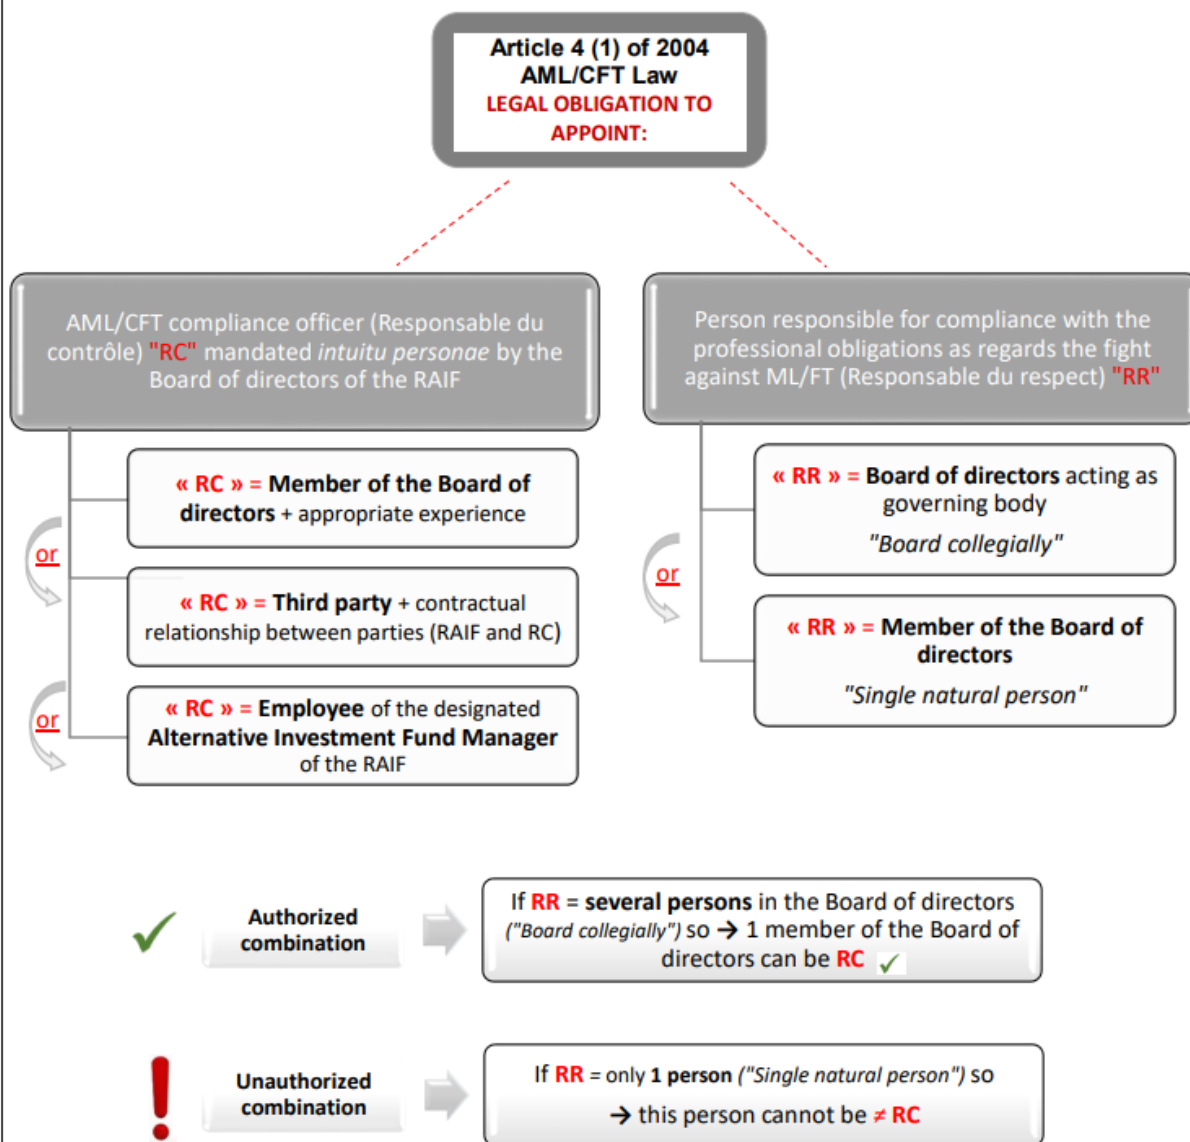 Article 4 (1) of 2004
AML/CFT Law
LEGAL OBLIGATION TO
APPOINT:
AML/CFT compliance officer (Responsable du
contrôle) "RC" mandated intuitu personae by the
Board of directors of the RAIF
« RC » = Member of the Board of
directors + appropriate experience
or
« RC » = Third party + contractual
relationship between parties (RAIF and RC)
or
« RC » = Employee of the designated
Alternative Investment Fund Manager
of the RAIF
Person responsible for compliance with the
professional obligations as regards the fight
against ML/FT (Responsable du respect) "RR"
« RR » = Board of directors acting as
governing body
"Board collegially"
or
« RR » = Member of the Board of
directors
"Single natural person"
Authorized
combination
If RR = several persons in the Board of directors
("Board collegially") so → 1 member of the Board of
directors can be RC ✓
Unauthorized
combination
If RR = only 1 person ("Single natural person") so
→ this person cannot be ≠ RC